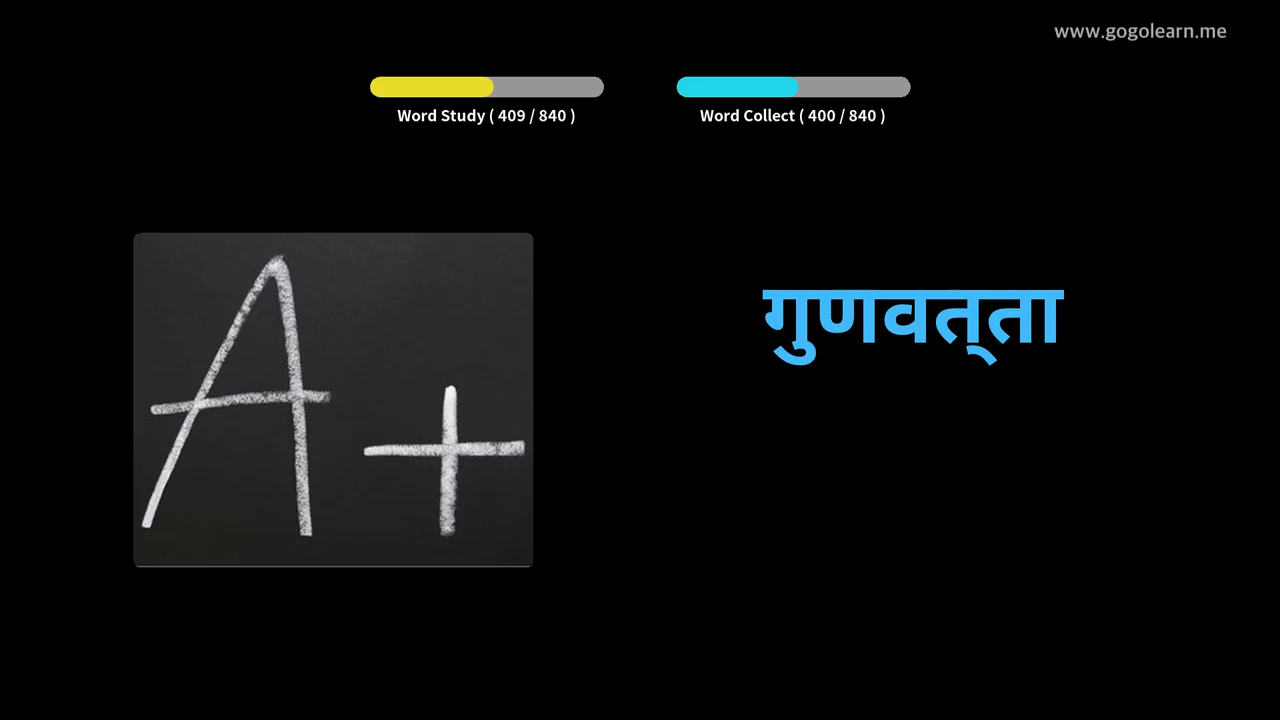 www.gogolearn.me
Word Study ( 409 / 840 )
Word Collect ( 400 / 840 )
A+
गुणवत्‌ता